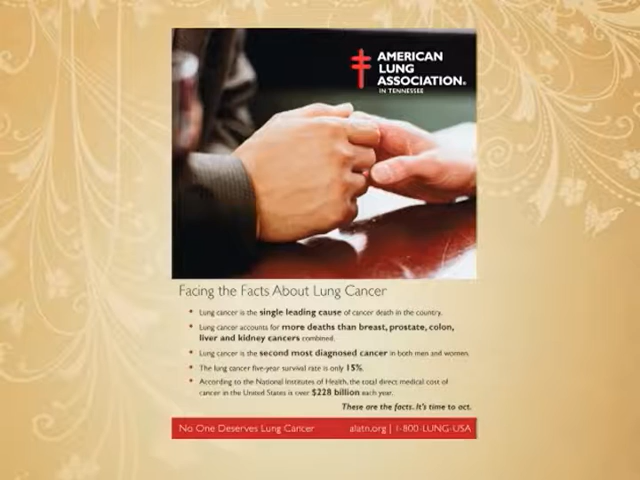 AMERICAN
LUNG
ASSOCIATION®
IN TENNESSEE
Facing the Facts About Lung Cancer
• Lung cancer is the single leading cause of cancer death in the country.
• Lung cancer accounts for more deaths than breast, prostate, colon,
liver and kidney cancers combined.
• Lung cancer is the second most diagnosed cancer in both men and women.
• The lung cancer five-year survival rate is only 15%.
• According to the National Institutes of Health, the total direct medical cost of
cancer in the United States is over $228 billion each year.
These are the facts. It's time to act.
No One Deserves Lung Cancer alatn.org | 1-800-LUNG-USA